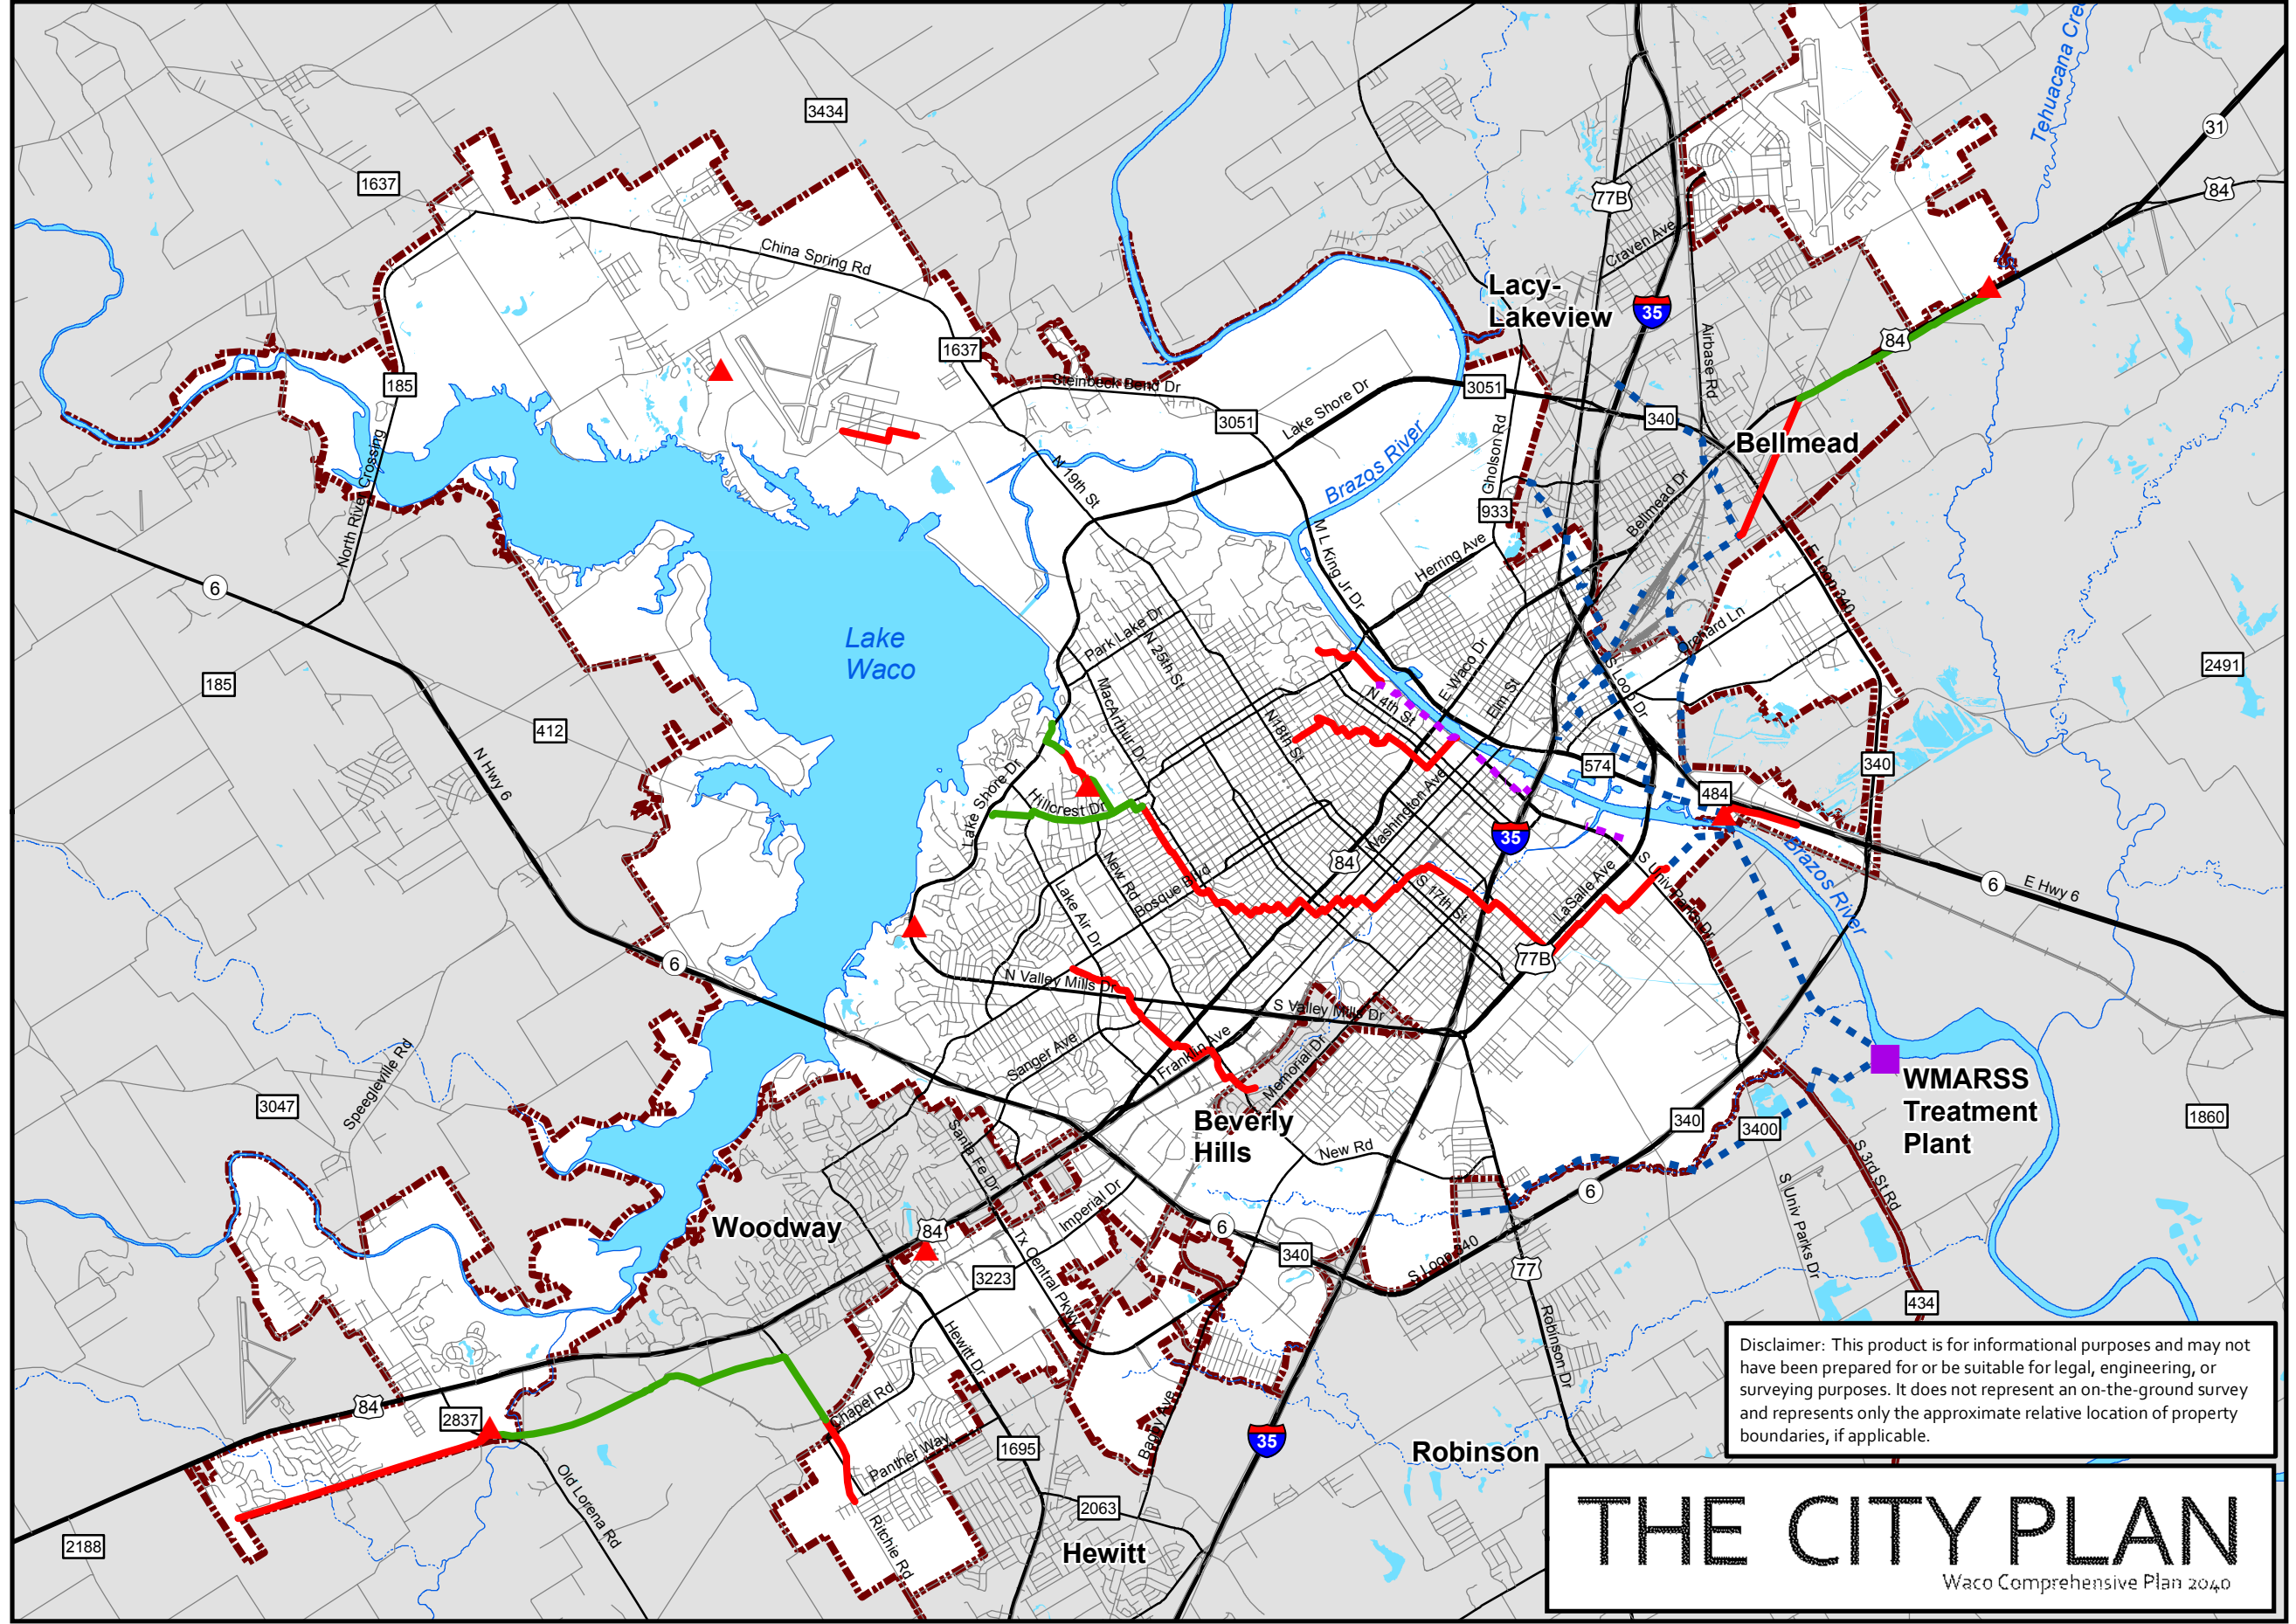 Tehuacana Cree
3434
31
1637
84
77B
Craven Ave
China Spring Rd
Lacy-
Lakeview
35
Airbase Rd
84
1637
185
Steinbeck Bend Dr
3051
3051
340
Lake Shore Dr
Gholson Rd
Bellmead
North River Crossing
N 19th St
Brazos River
Bellmead Dr
933
M L King Jr Dr
Herring Ave
E Loop 340
6
Lake
Waco
Park Lake Dr
N 25th St
Orchard Ln
185
2491
E Waco Dr
S Loop Dr
MacArthur Dr
Elm St
N 4th St
412
N18th St
N Hwy 6
574
340
Lake Shore Dr
Hillcrest Dr
484
Washington Ave
35
84
Brazos River
New Rd
Bosque Blvd
S 17th St
LaSalle Ave
S Univ Parks Dr
6
E Hwy 6
Lake Air Dr
77B
6
N Valley Mills Dr
S Valley Mills Dr
Sanger Ave
Franklin Ave
Memorial Dr
Speegleville Rd
WMARSS
Treatment
Plant
3047
Beverly
Hills
340
3400
1860
Santa Fe Dr
New Rd
S 3rd St Rd
6
Imperial Dr
S Univ Parks Dr
Woodway
84
6
Tx Central Pkwy
340
S Loop 340
77
3223
434
Robinson Dr
Hewitt Dr
84
Chapel Rd
2837
Bagby Ave
35
Robinson
1695
Panther Way
Old Lorena Rd
2063
Ritchie Rd
2188
Hewitt
Disclaimer: This product is for informational purposes and may not
have been prepared for or be suitable for legal, engineering, or
surveying purposes. It does not represent an on-the-ground survey
and represents only the approximate relative location of property
boundaries, if applicable.
THE CITY PLAN
Waco Comprehensive Plan 2040